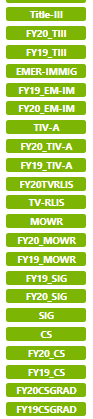 Title-III
FY20_TIII
FY19_TIII
EMER-IMMIG
FY19_EM-IM
FY20_EM-IM
TIV-A
FY20_TIV-A
FY19_TIV-A
FY20TVRLIS
TV-RLIS
MOWR
FY20_MOWR
FY19_MOWR
FY19_SIG
FY20_SIG
SIG
CS
FY20_CS
FY19_CS
FY20CSGRAD
FY19CSGRAD